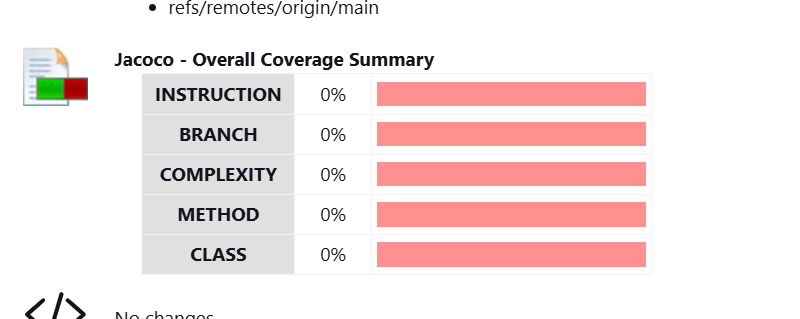 refs/remotes/origin/main
Jacoco - Overall Coverage Summary
INSTRUCTION 0%
BRANCH 0%
COMPLEXITY 0%
METHOD 0%
CLASS 0%
No changes